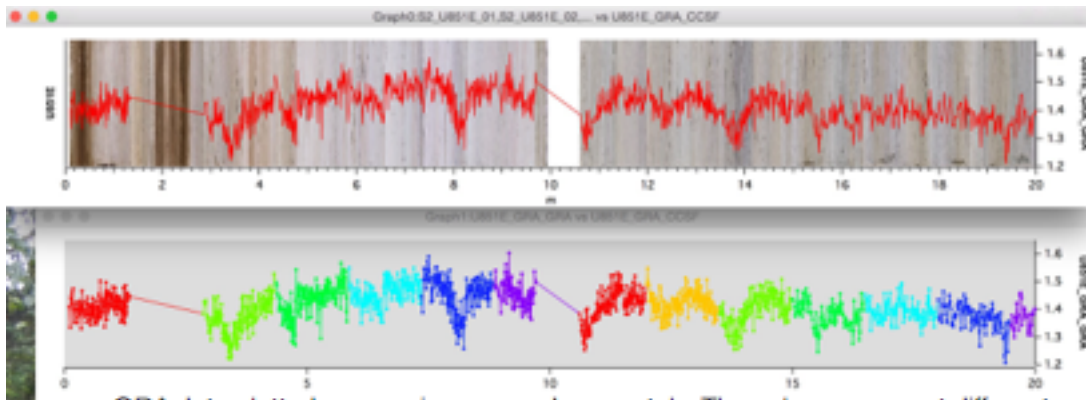 Graph0:S2_U851E_01,S2_U851E_02,... vs U851E_GRA_CCSF
U851E
1.6
1.5
1.4
1.3
1.2
0 2 4 6 8 10 12 14 16 18 20
m
Graph1:U851E_GRA_GRA vs U851E_GRA_CCSF
1.6
1.5
1.4
1.3
1.2
0 5 10 15 20